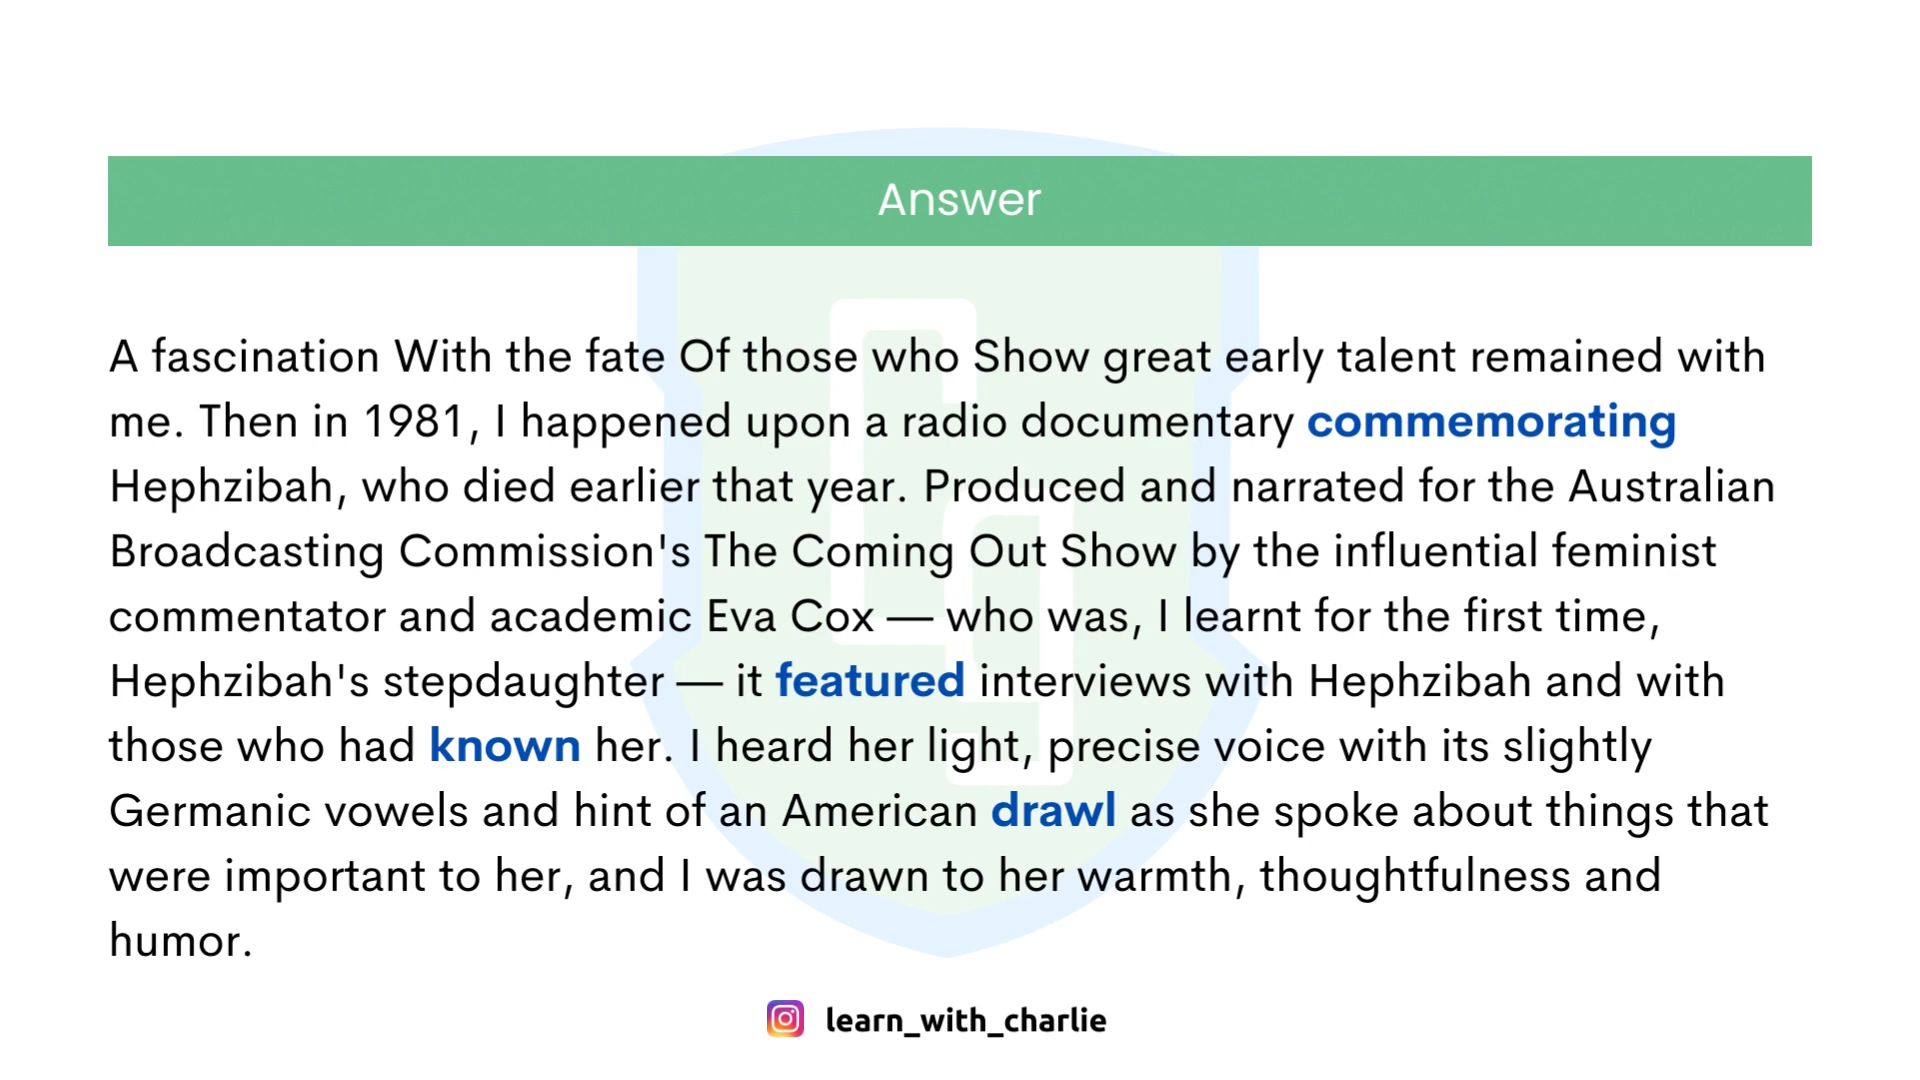 Answer
A fascination With the fate Of those who Show great early talent remained with
me. Then in 1981, I happened upon a radio documentary commemorating
Hephzibah, who died earlier that year. Produced and narrated for the Australian
Broadcasting Commission's The Coming Out Show by the influential feminist
commentator and academic Eva Cox — who was, I learnt for the first time,
Hephzibah's stepdaughter — it featured interviews with Hephzibah and with
those who had known her. I heard her light, precise voice with its slightly
Germanic vowels and hint of an American drawl as she spoke about things that
were important to her, and I was drawn to her warmth, thoughtfulness and
humor.
learn_with_charlie